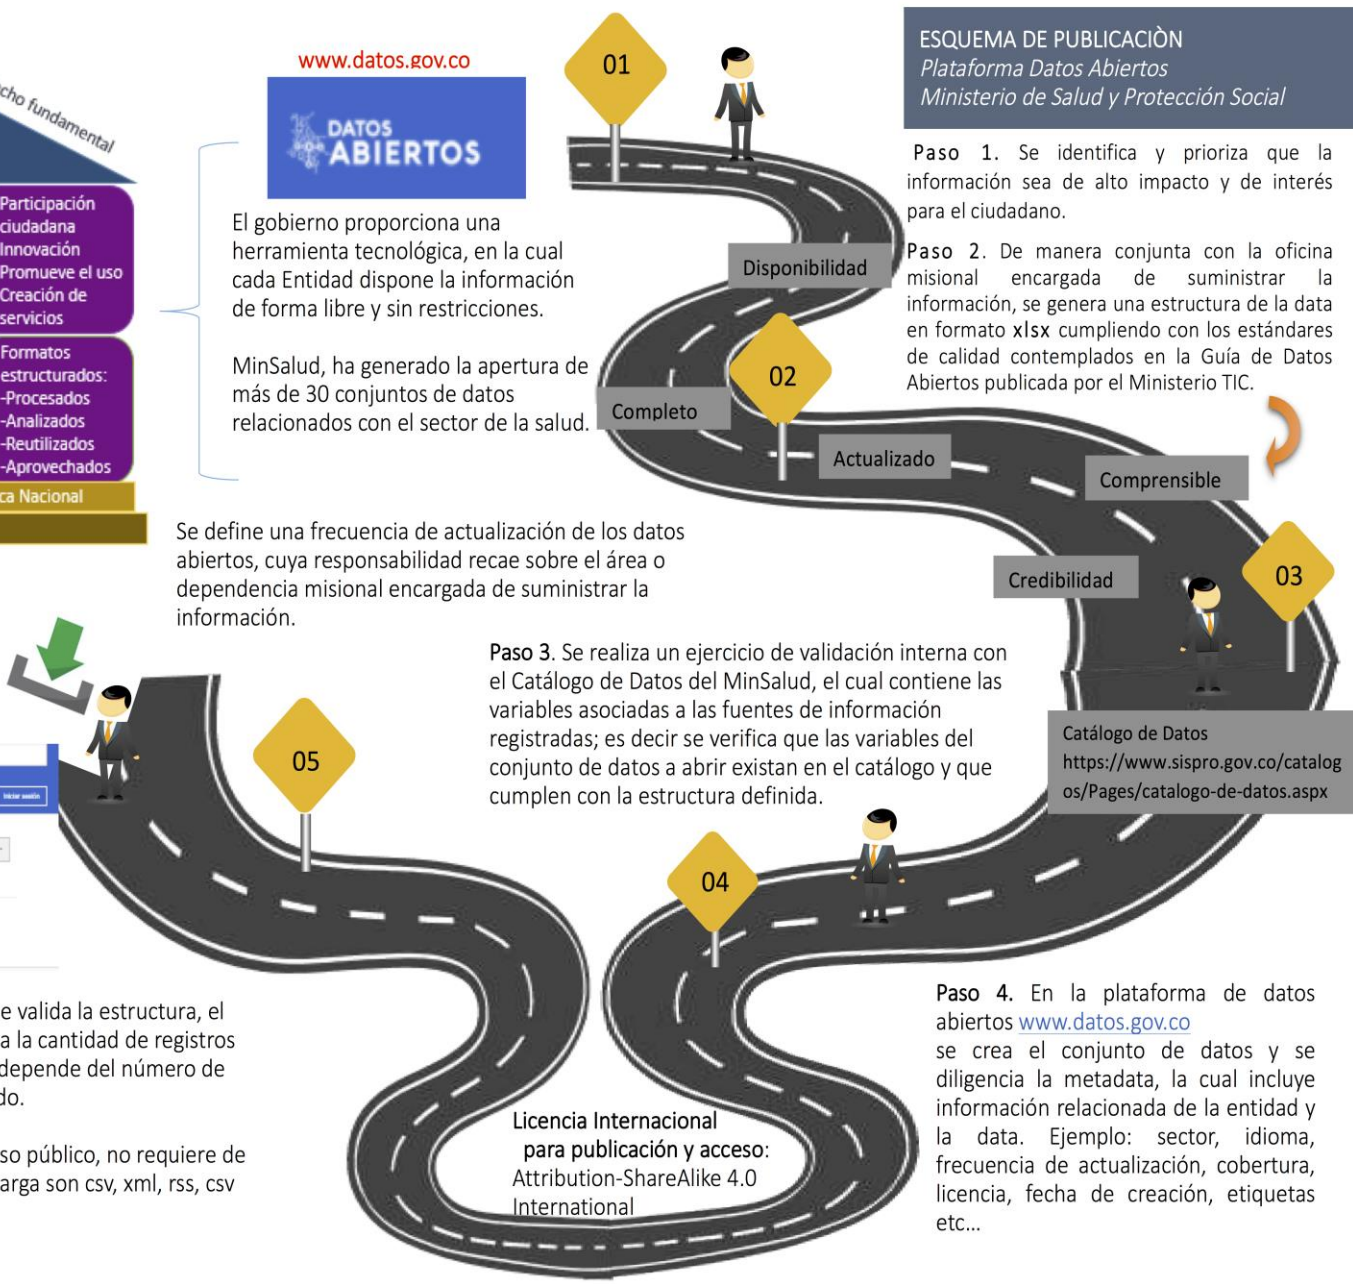 ESQUEMA DE PUBLICACIÒN
Plataforma Datos Abiertos
Ministerio de Salud y Protección Social
cho fundamental
Participación
ciudadana
Innovación
Promueve el uso
Creación de
servicios
Formatos
estructurados:
-Procesados
-Analizados
-Reutilizados
-Aprovechados
ca Nacional
www.datos.gov.co
DATOS
ABIERTOS
El gobierno proporciona una
herramienta tecnológica, en la cual
cada Entidad dispone la información
de forma libre y sin restricciones.
MinSalud, ha generado la apertura de
más de 30 conjuntos de datos
relacionados con el sector de la salud.
Se define una frecuencia de actualización de los datos
abiertos, cuya responsabilidad recae sobre el área o
dependencia misional encargada de suministrar la
información.
01
Paso 1. Se identifica y prioriza que la
información sea de alto impacto y de interés
para el ciudadano.
Paso 2. De manera conjunta con la oficina
misional encargada de suministrar la
información, se genera una estructura de la data
en formato xlsx cumpliendo con los estándares
de calidad contemplados en la Guía de Datos
Abiertos publicada por el Ministerio TIC.
Disponibilidad
02
Completo
Actualizado
Comprensible
Credibilidad
03
Paso 3. Se realiza un ejercicio de validación interna con
el Catálogo de Datos del MinSalud, el cual contiene las
variables asociadas a las fuentes de información
registradas; es decir se verifica que las variables del
conjunto de datos a abrir existan en el catálogo y que
cumplen con la estructura definida.
Catálogo de Datos
https://www.sispro.gov.co/catalog
os/Pages/catalogo-de-datos.aspx
04
Paso 4. En la plataforma de datos
abiertos www.datos.gov.co
se crea el conjunto de datos y se
diligencia la metadata, la cual incluye
información relacionada de la entidad y
la data. Ejemplo: sector, idioma,
frecuencia de actualización, cobertura,
licencia, fecha de creación, etiquetas
etc...
Licencia Internacional
para publicación y acceso:
Attribution-ShareAlike 4.0
International
05
Iniciar sesión
e valida la estructura, el
a la cantidad de registros
depende del número de
do.
so público, no requiere de
arga son csv, xml, rss, csv